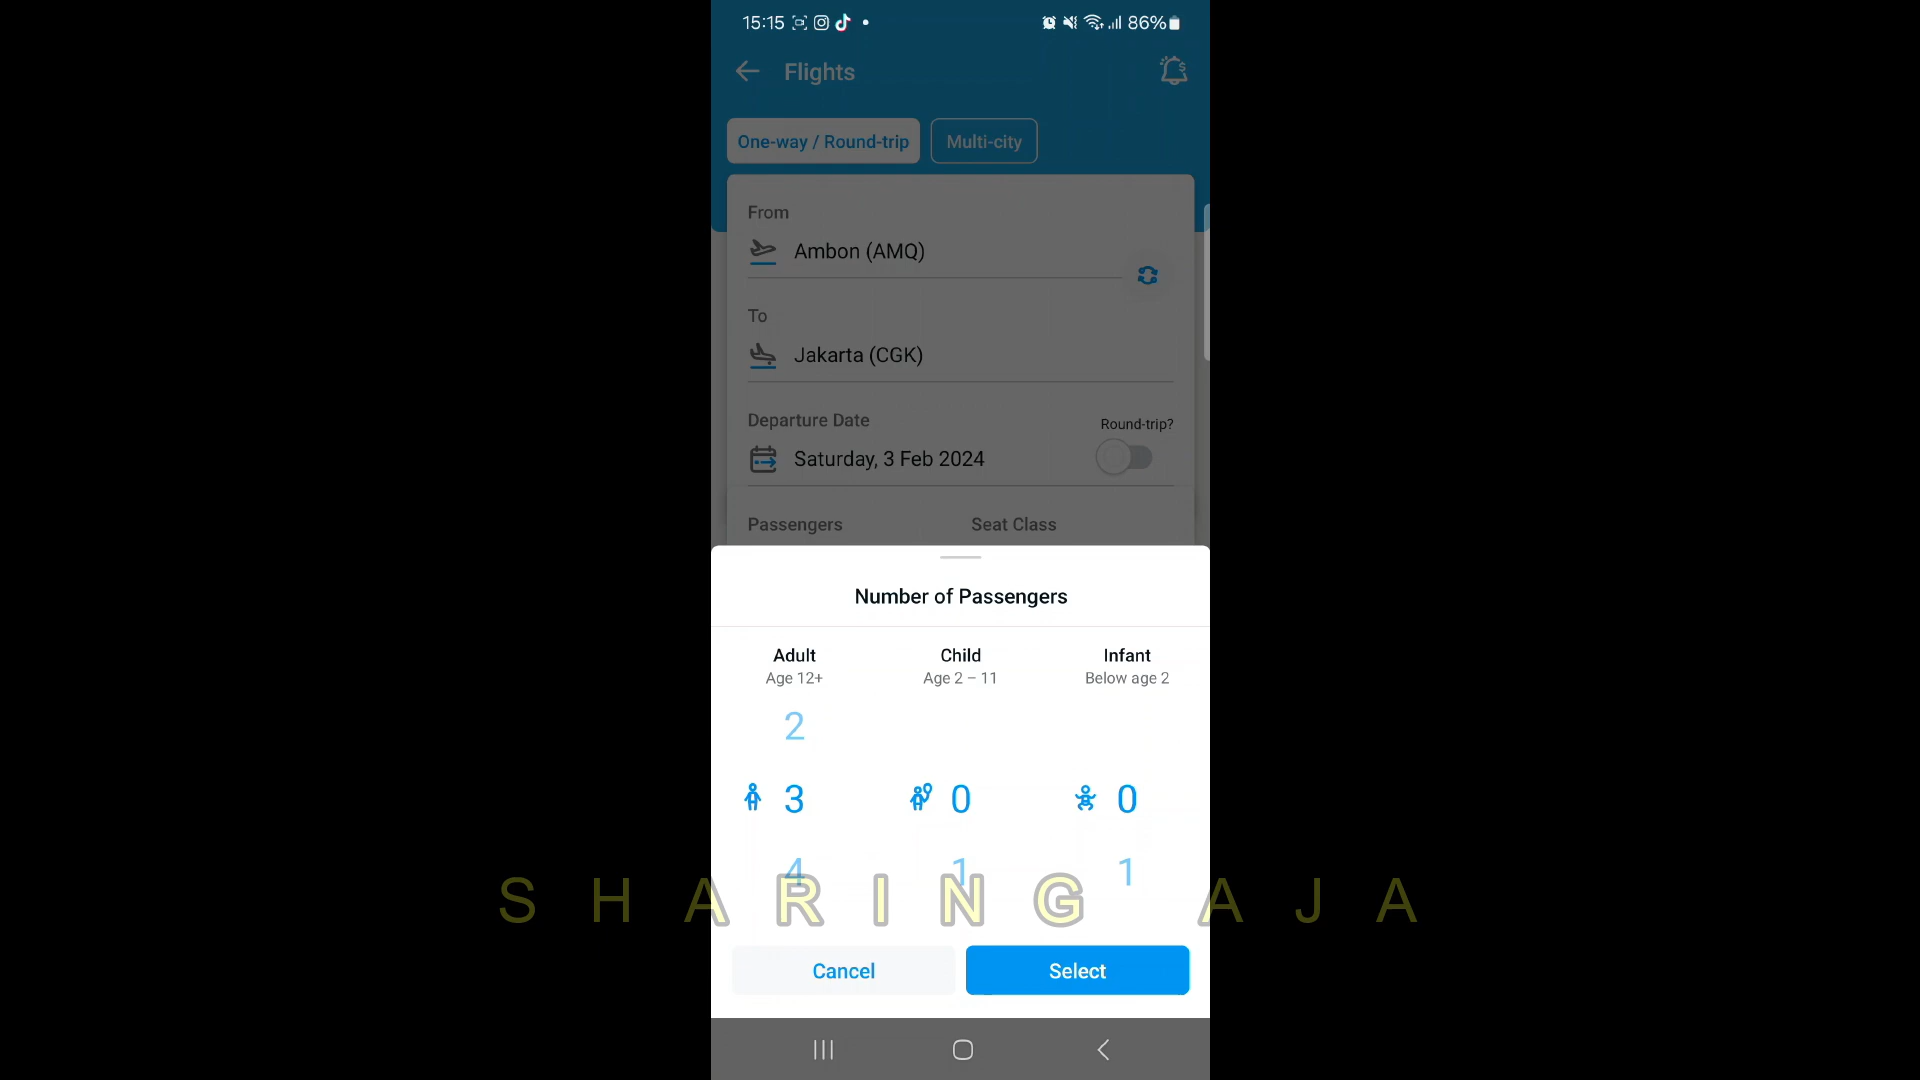 15:15 86%
Flights
One-way / Round-trip Multi-city
From
Ambon (AMQ)
To
Jakarta (CGK)
Departure Date Round-trip?
Saturday, 3 Feb 2024
Passengers Seat Class
Number of Passengers
Adult Child Infant
Age 12+ Age 2 – 11 Below age 2
2
3 0 0
4 1 1
SHARING AJA
Cancel Select